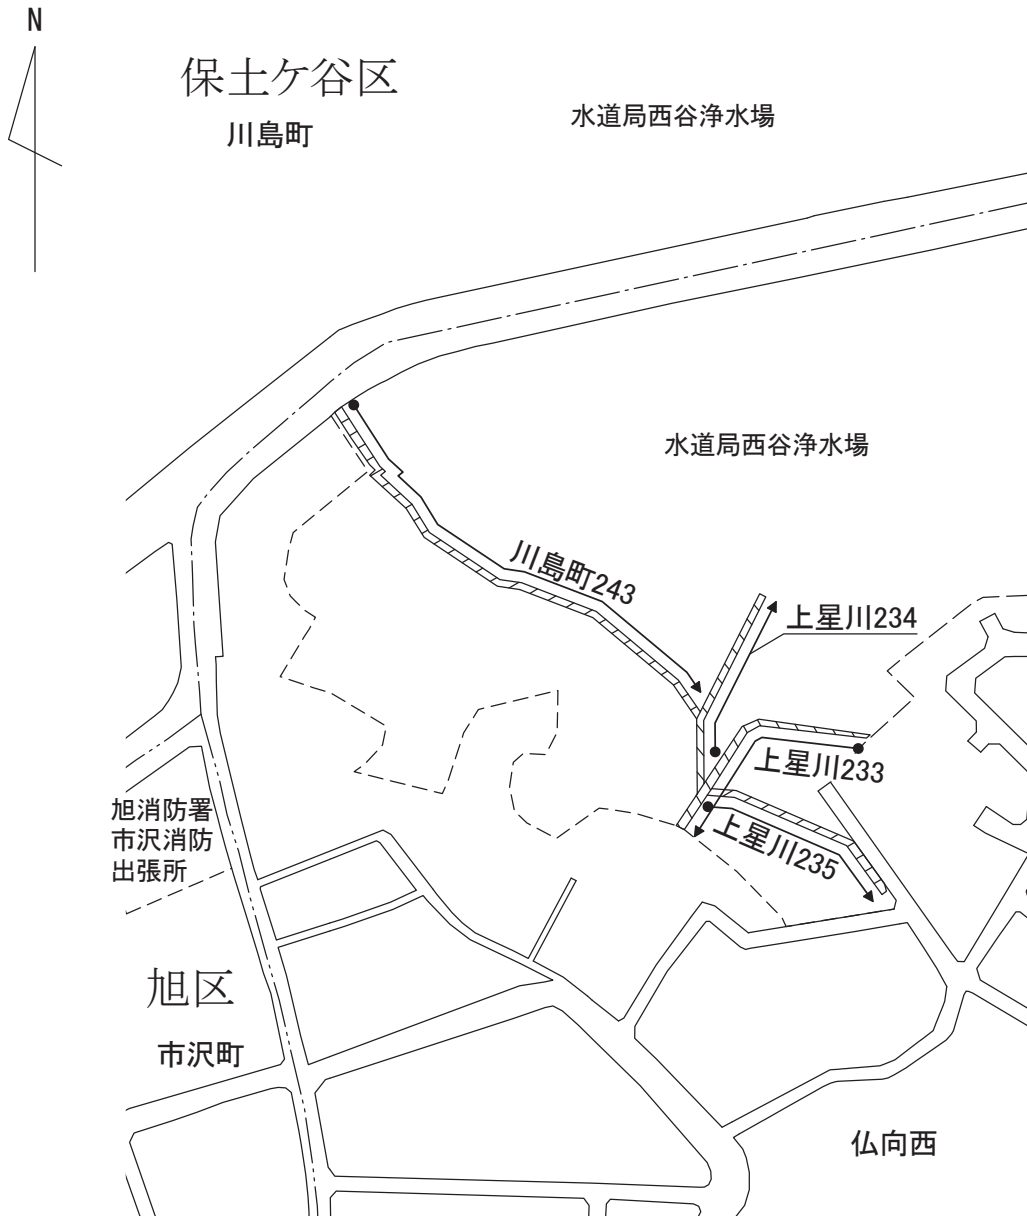 N
保土ケ谷区
川島町
水道局西谷浄水場
水道局西谷浄水場
川島町243
上星川234
上星川233
上星川235
旭消防署
市沢消防
出張所
旭区
市沢町
仏向西